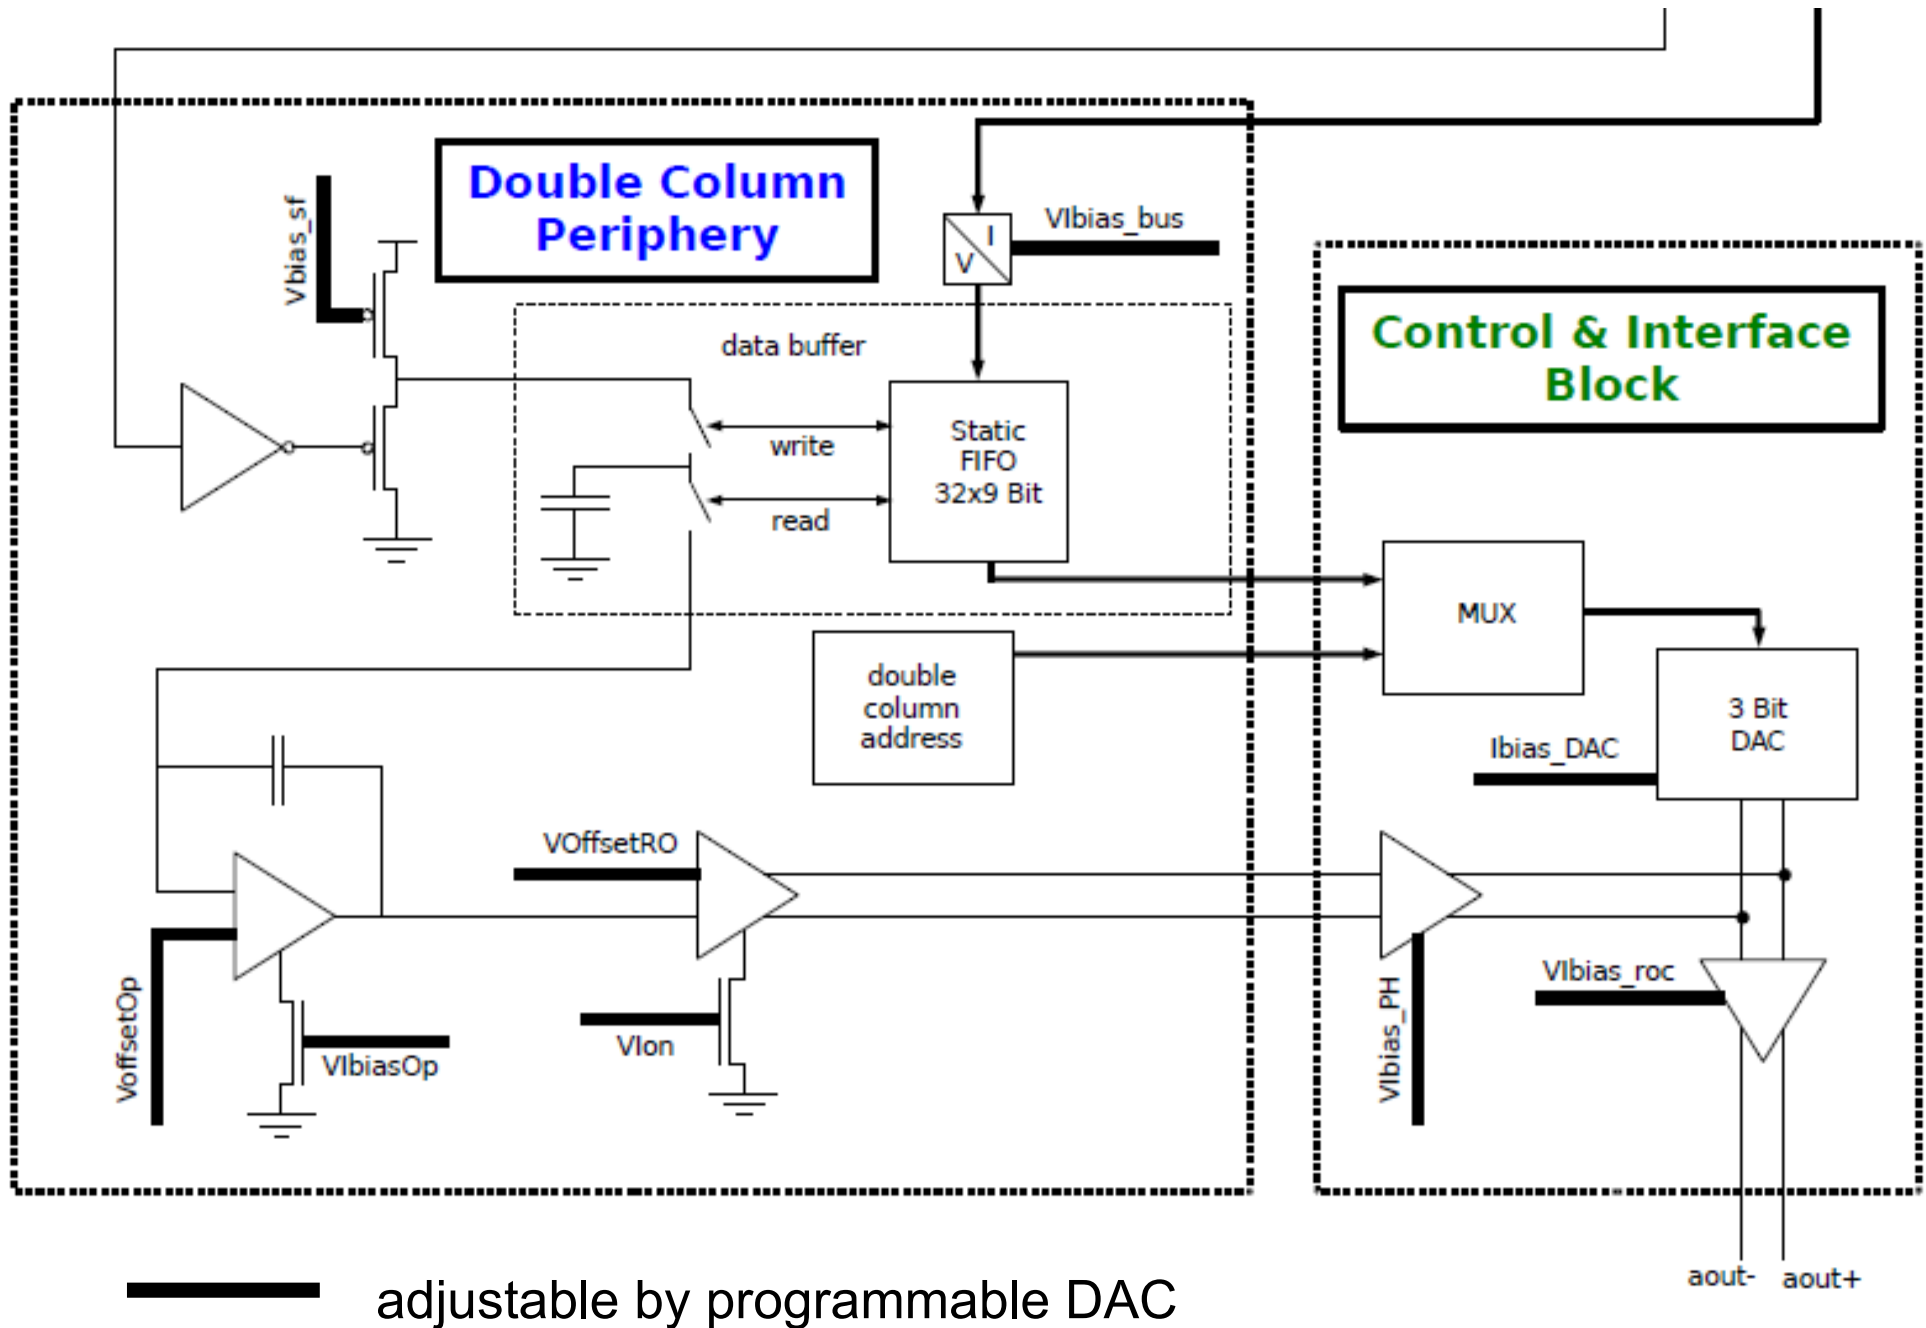 Double Column
Periphery
Vbias_sf
VIbias_bus
I
V
data buffer
write
read
Static
FIFO
32x9 Bit
Control & Interface
Block
MUX
double
column
address
3 Bit
DAC
Ibias_DAC
VOffsetRO
VoffsetOp
VIbiasOp
VIon
VIbias_PH
VIbias_roc
aout-
aout+
adjustable by programmable DAC